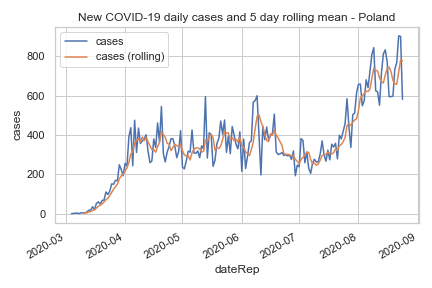 New COVID-19 daily cases and 5 day rolling mean - Poland
cases
cases (rolling)
cases
800
600
400
200
0
2020-03
2020-04
2020-05
2020-06
2020-07
2020-08
2020-09
dateRep